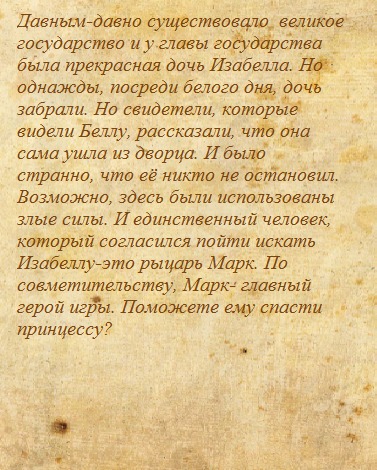 Давным-давно существовало  великое
государство и у главы государства
была прекрасная дочь Изабелла. Но
однажды, посреди белого дня, дочь
забрали. Но свидетели, которые
видели Беллу, рассказали, что она
сама ушла из дворца. И было
странно, что её никто не остановил.
Возможно, здесь были использованы
злые силы. И единственный человек,
который согласился пойти искать
Изабеллу-это рыцарь Марк. По
совметительству, Марк- главный
герой игры. Поможете ему спасти
принцессу?